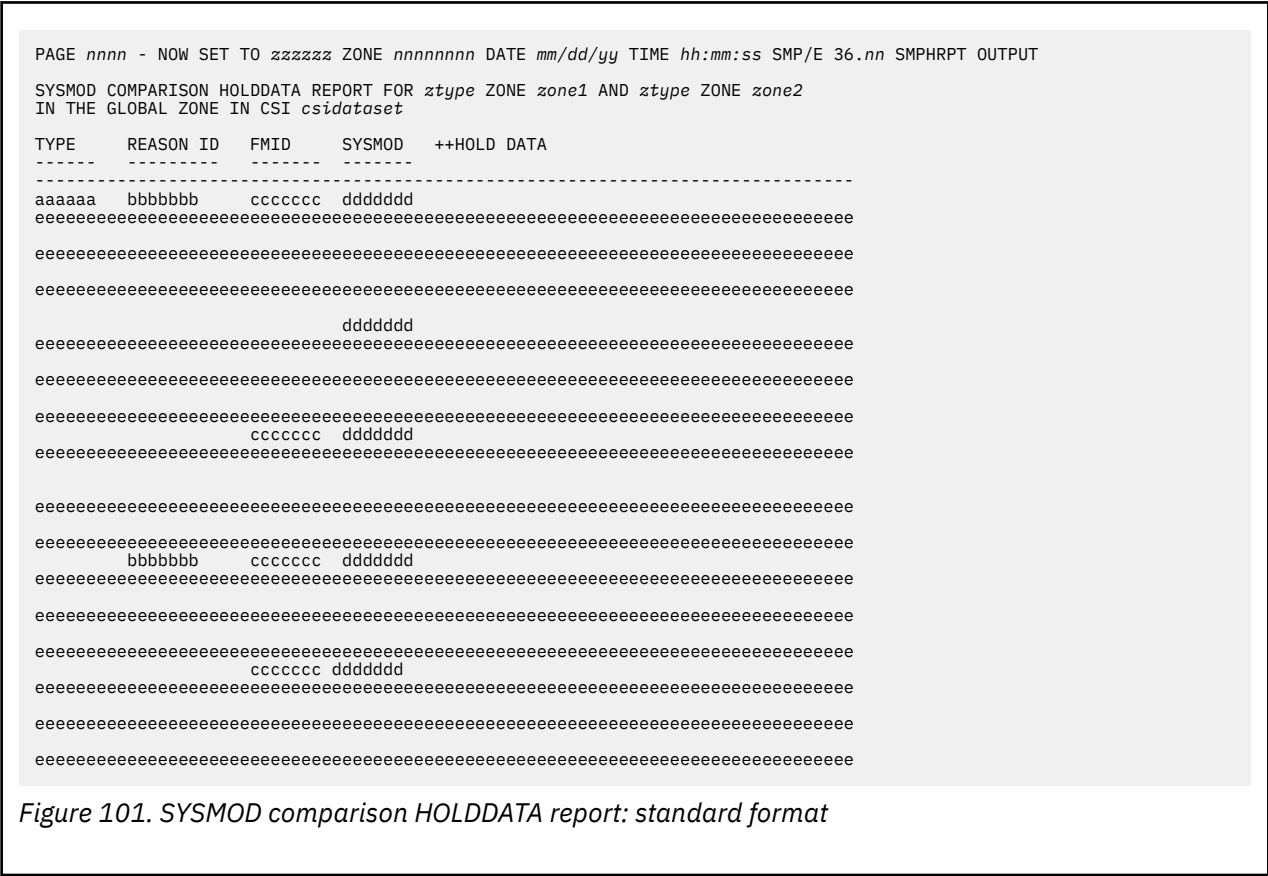 PAGE nnnn - NOW SET TO zzzzzz ZONE nnnnnnnn DATE mm/dd/yy TIME hh:mm:ss SMP/E 36.nn SMPHRPT OUTPUT
SYSMOD COMPARISON HOLDDATA REPORT FOR ztype ZONE zone1 AND ztype ZONE zone2
IN THE GLOBAL ZONE IN CSI csidataset
TYPE     REASON ID   FMID     SYSMOD   ++HOLD DATA
------   ---------   -------  -------
--------------------------------------------------------------------------------
aaaaaa   bbbbbbb     ccccccc  ddddddd
eeeeeeeeeeeeeeeeeeeeeeeeeeeeeeeeeeeeeeeeeeeeeeeeeeeeeeeeeeeeeeeeeeeeeeeeeeeeeeee
eeeeeeeeeeeeeeeeeeeeeeeeeeeeeeeeeeeeeeeeeeeeeeeeeeeeeeeeeeeeeeeeeeeeeeeeeeeeeeee
eeeeeeeeeeeeeeeeeeeeeeeeeeeeeeeeeeeeeeeeeeeeeeeeeeeeeeeeeeeeeeeeeeeeeeeeeeeeeeee
ddddddd
eeeeeeeeeeeeeeeeeeeeeeeeeeeeeeeeeeeeeeeeeeeeeeeeeeeeeeeeeeeeeeeeeeeeeeeeeeeeeeee
eeeeeeeeeeeeeeeeeeeeeeeeeeeeeeeeeeeeeeeeeeeeeeeeeeeeeeeeeeeeeeeeeeeeeeeeeeeeeeee
eeeeeeeeeeeeeeeeeeeeeeeeeeeeeeeeeeeeeeeeeeeeeeeeeeeeeeeeeeeeeeeeeeeeeeeeeeeeeeee
ccccccc  ddddddd
eeeeeeeeeeeeeeeeeeeeeeeeeeeeeeeeeeeeeeeeeeeeeeeeeeeeeeeeeeeeeeeeeeeeeeeeeeeeeeee
eeeeeeeeeeeeeeeeeeeeeeeeeeeeeeeeeeeeeeeeeeeeeeeeeeeeeeeeeeeeeeeeeeeeeeeeeeeeeeee
eeeeeeeeeeeeeeeeeeeeeeeeeeeeeeeeeeeeeeeeeeeeeeeeeeeeeeeeeeeeeeeeeeeeeeeeeeeeeeee
bbbbbbb     ccccccc  ddddddd
eeeeeeeeeeeeeeeeeeeeeeeeeeeeeeeeeeeeeeeeeeeeeeeeeeeeeeeeeeeeeeeeeeeeeeeeeeeeeeee
eeeeeeeeeeeeeeeeeeeeeeeeeeeeeeeeeeeeeeeeeeeeeeeeeeeeeeeeeeeeeeeeeeeeeeeeeeeeeeee
eeeeeeeeeeeeeeeeeeeeeeeeeeeeeeeeeeeeeeeeeeeeeeeeeeeeeeeeeeeeeeeeeeeeeeeeeeeeeeee
ccccccc ddddddd
eeeeeeeeeeeeeeeeeeeeeeeeeeeeeeeeeeeeeeeeeeeeeeeeeeeeeeeeeeeeeeeeeeeeeeeeeeeeeeee
eeeeeeeeeeeeeeeeeeeeeeeeeeeeeeeeeeeeeeeeeeeeeeeeeeeeeeeeeeeeeeeeeeeeeeeeeeeeeeee
eeeeeeeeeeeeeeeeeeeeeeeeeeeeeeeeeeeeeeeeeeeeeeeeeeeeeeeeeeeeeeeeeeeeeeeeeeeeeeee
Figure 101. SYSMOD comparison HOLDDATA report: standard format